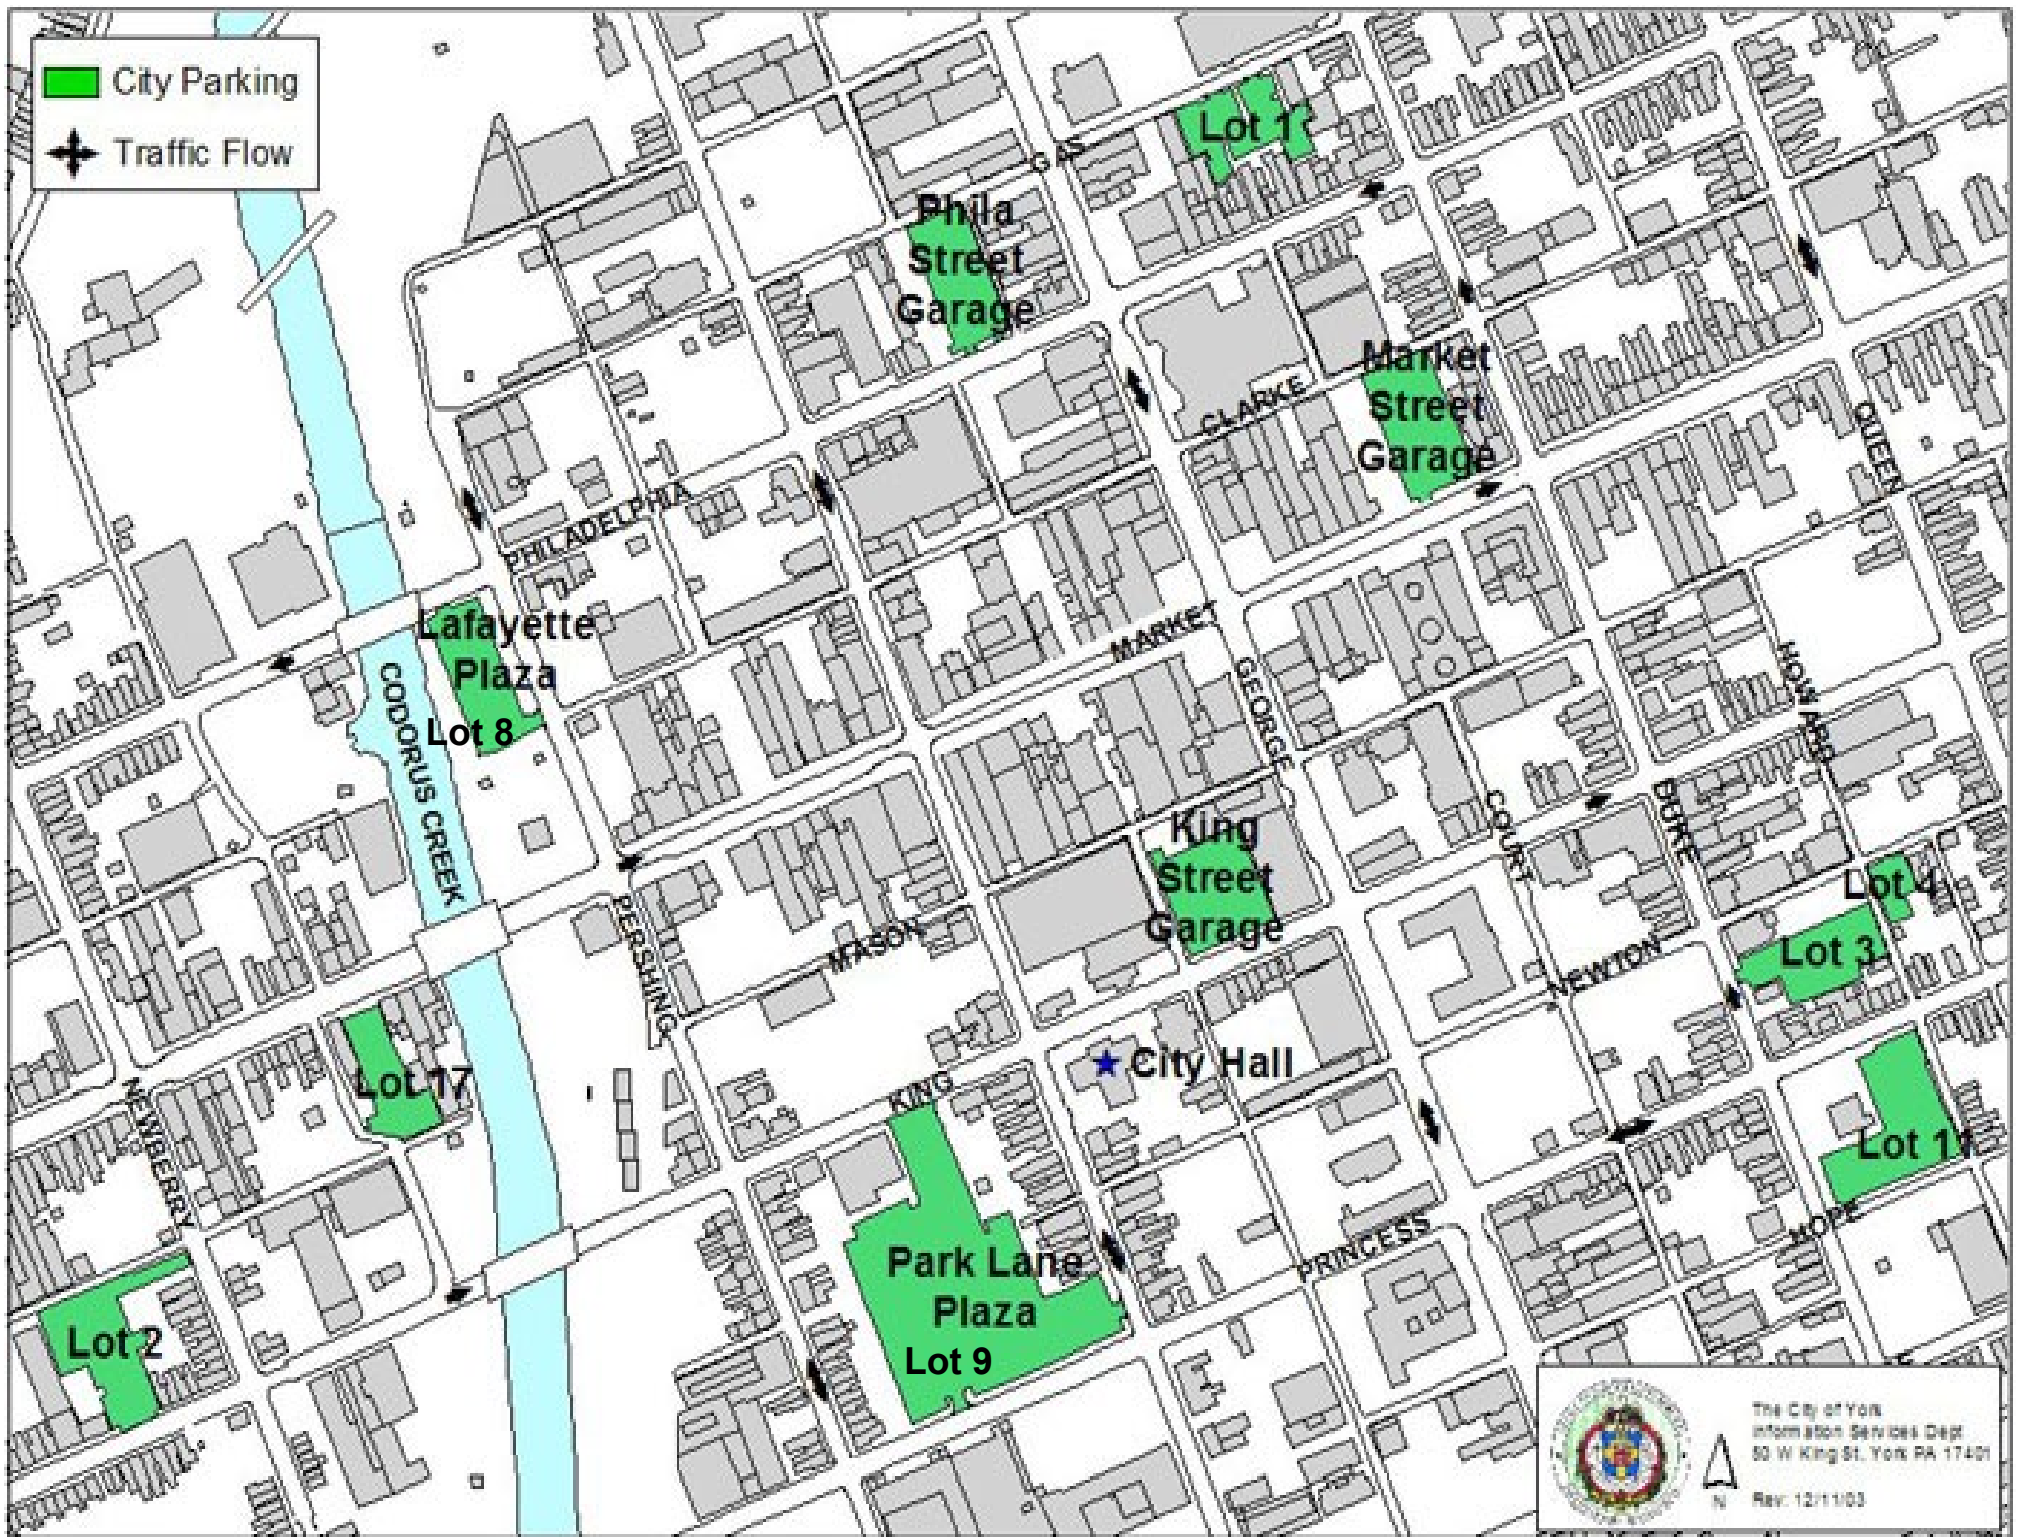 City Parking
Traffic Flow
Lot 1
GAS
Phila
Street
Garage
Market
Street
Garage
CLARKE
QUEEN
PHILADELPHIA
Lafayette
Plaza
Lot 8
CODORUS CREEK
MARKET
GEORGE
HOWARD
COURT
DUKE
King
Street
Garage
Lot 4
Lot 3
PERSHING
MASON
NEWTON
City Hall
Lot 17
KING
NEWBERRY
Lot 11
HOPE
PRINCESS
Park Lane
Plaza
Lot 9
Lot 2
The City of York
Information Services Dept
50 W King St, York PA 17401
N
Rev: 12/11/03